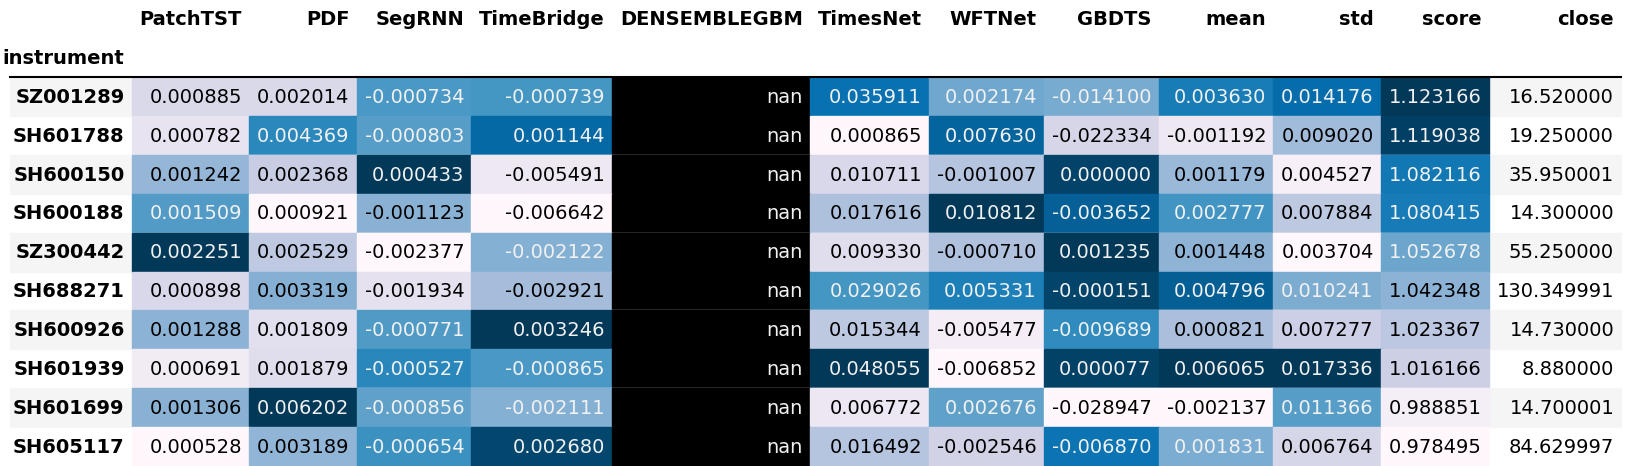 PatchTST PDF SegRNN TimeBridge DENSEMBLEGBM TimesNet WFTNet GBDTS mean std score close
instrument
SZ001289 0.000885 0.002014 -0.000734 -0.000739 nan 0.035911 0.002174 -0.014100 0.003630 0.014176 1.123166 16.520000
SH601788 0.000782 0.004369 -0.000803 0.001144 nan 0.000865 0.007630 -0.022334 -0.001192 0.009020 1.119038 19.250000
SH600150 0.001242 0.002368 0.000433 -0.005491 nan 0.010711 -0.001007 0.000000 0.001179 0.004527 1.082116 35.950001
SH600188 0.001509 0.000921 -0.001123 -0.006642 nan 0.017616 0.010812 -0.003652 0.002777 0.007884 1.080415 14.300000
SZ300442 0.002251 0.002529 -0.002377 -0.002122 nan 0.009330 -0.000710 0.001235 0.001448 0.003704 1.052678 55.250000
SH688271 0.000898 0.003319 -0.001934 -0.002921 nan 0.029026 0.005331 -0.000151 0.004796 0.010241 1.042348 130.349991
SH600926 0.001288 0.001809 -0.000771 0.003246 nan 0.015344 -0.005477 -0.009689 0.000821 0.007277 1.023367 14.730000
SH601939 0.000691 0.001879 -0.000527 -0.000865 nan 0.048055 -0.006852 0.000077 0.006065 0.017336 1.016166 8.880000
SH601699 0.001306 0.006202 -0.000856 -0.002111 nan 0.006772 0.002676 -0.028947 -0.002137 0.011366 0.988851 14.700001
SH605117 0.000528 0.003189 -0.000654 0.002680 nan 0.016492 -0.002546 -0.006870 0.001831 0.006764 0.978495 84.629997